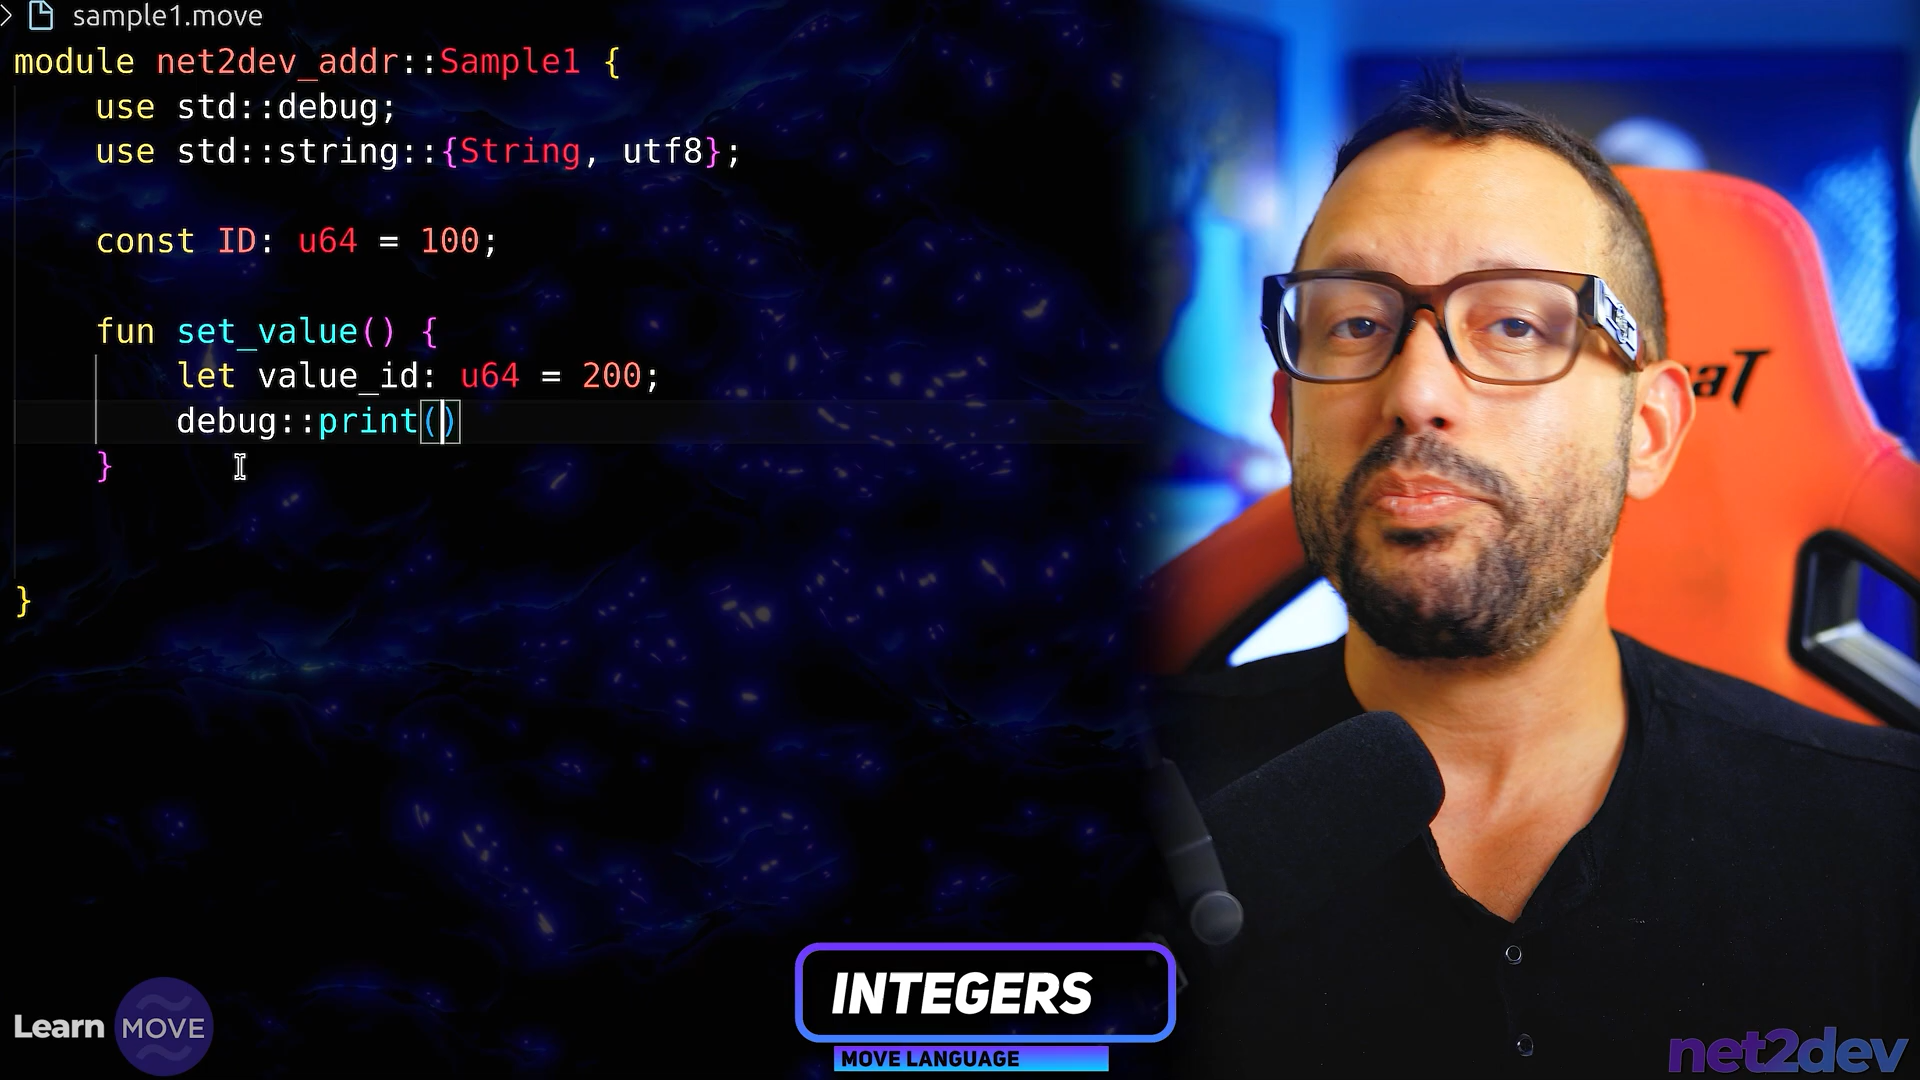 sample1.move
module net2dev_addr::Sample1 {
    use std::debug;
    use std::string::{String, utf8};
    const ID: u64 = 100;
    fun set_value() {
        let value_id: u64 = 200;
        debug::print()
    }
}
aT
INTEGERS
MOVE LANGUAGE
Learn MOVE
net2dev